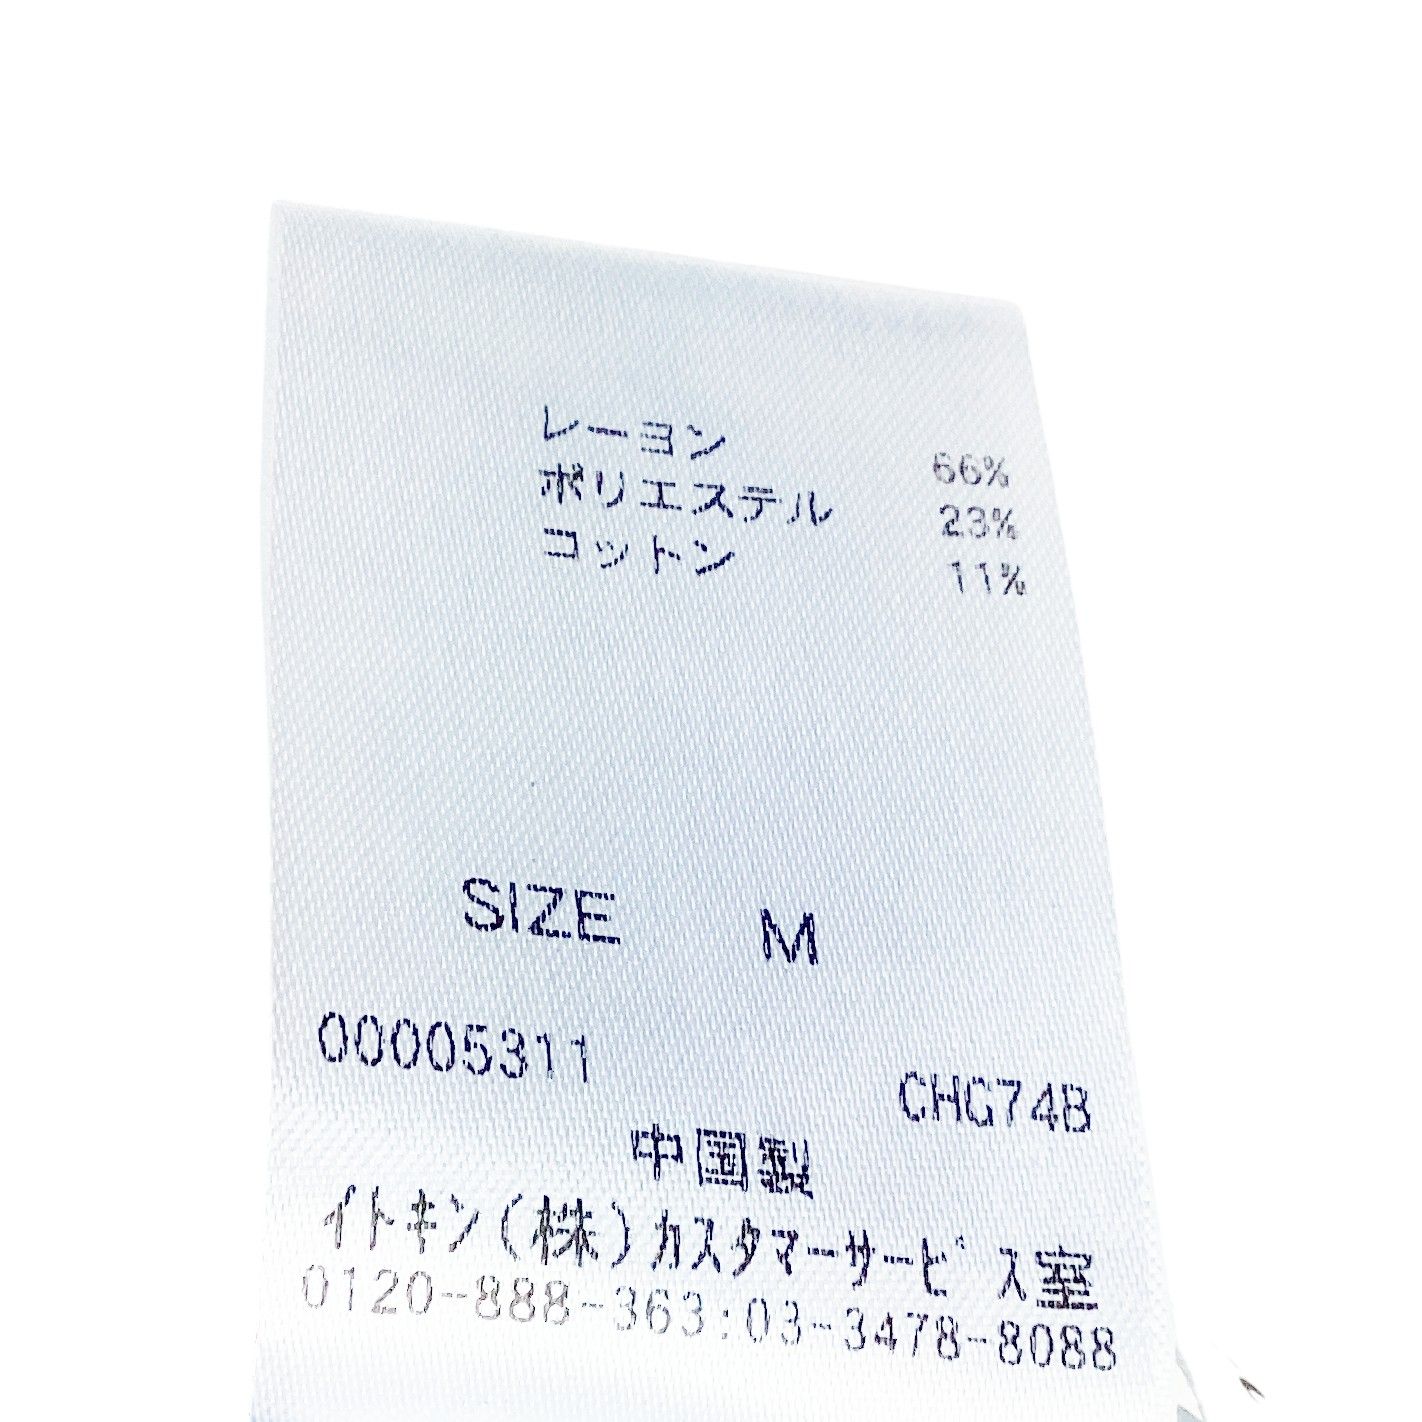 レーヨン 66%
ポリエステル 23%
コットン 11%
SIZE M
00005311
CHG74B
中国製
イトキン(株)カスタマーサービス室
0120-888-363:03-3478-8088